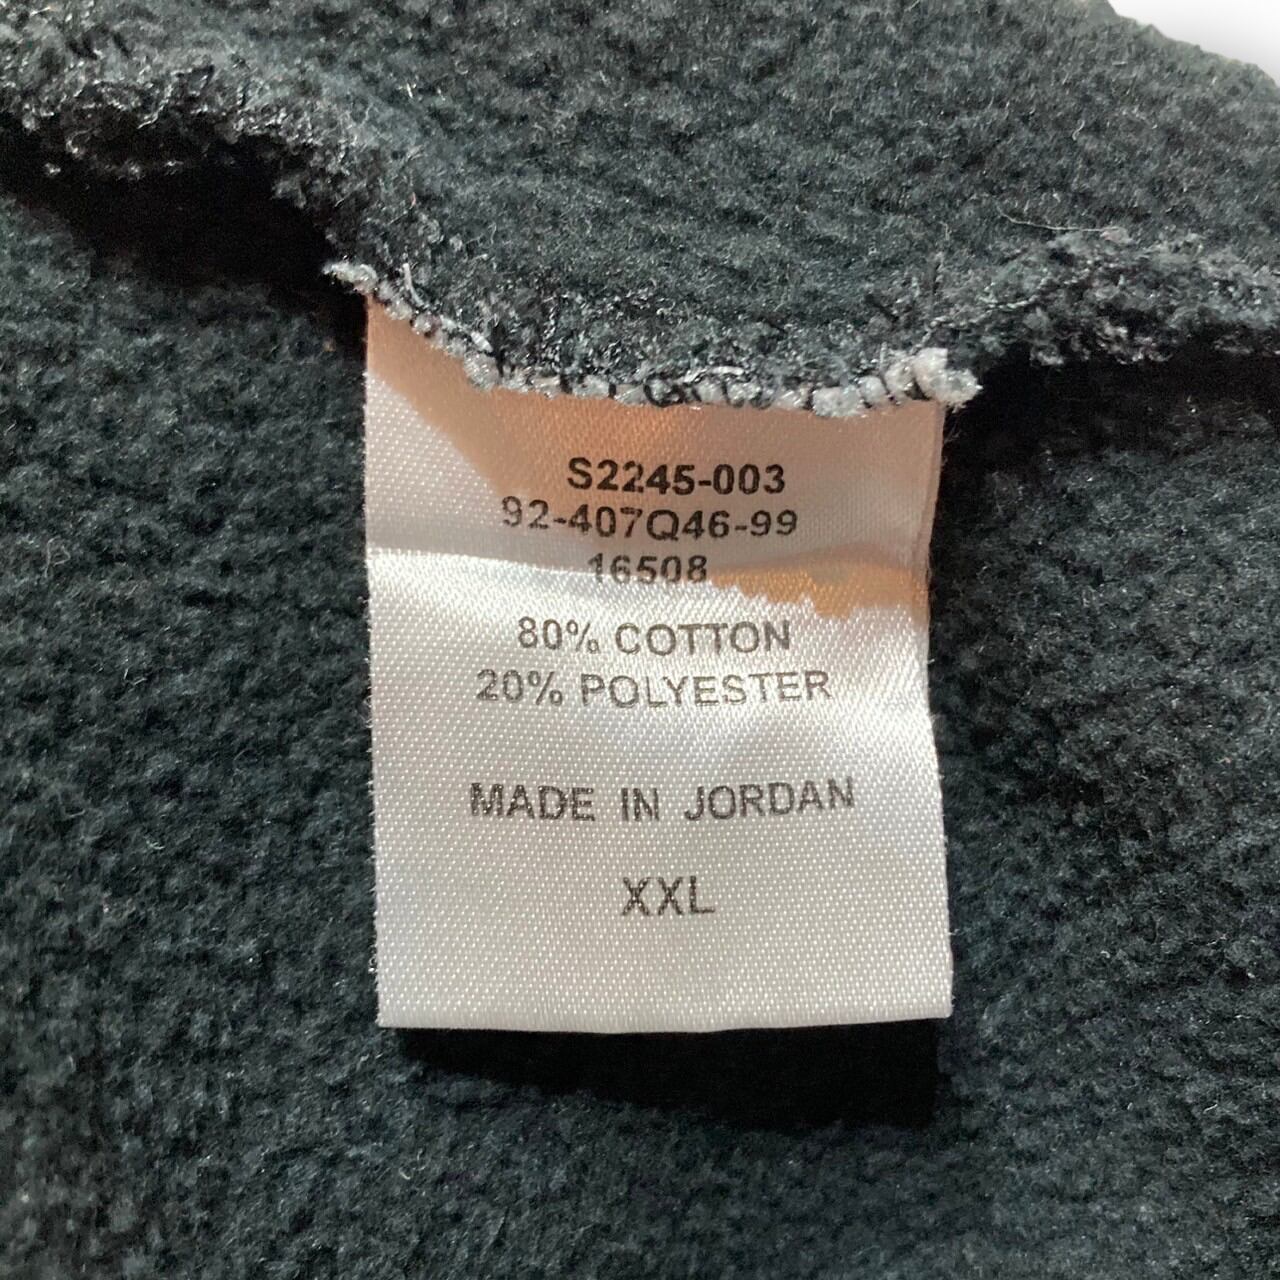 S2245-003
92-407Q46-99
16508
80% COTTON
20% POLYESTER
MADE IN JORDAN
XXL